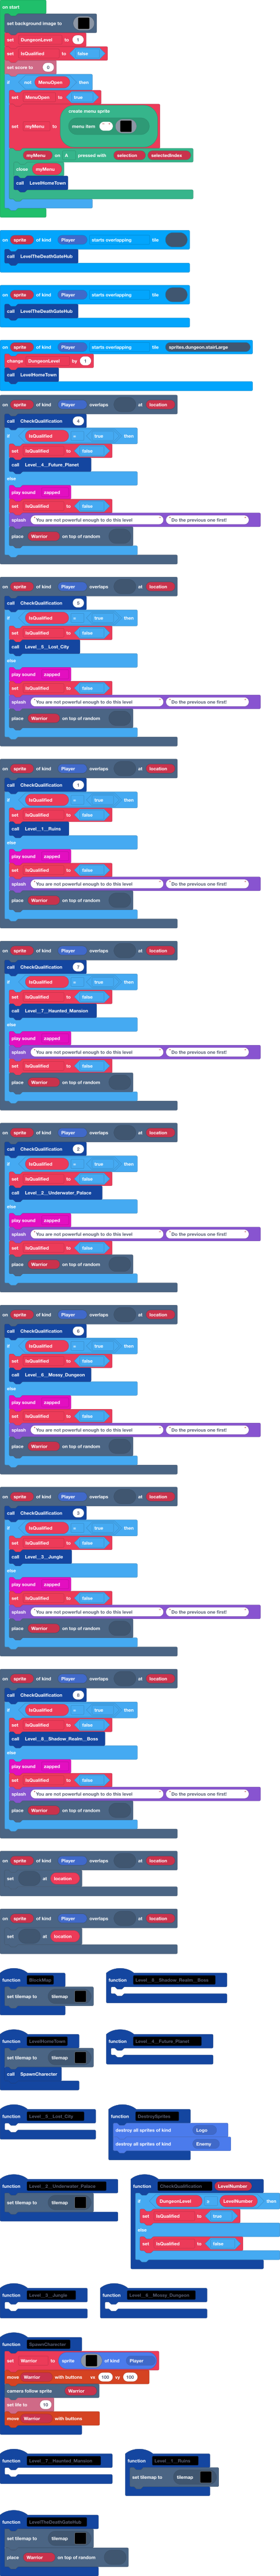 on start
set background image to
set DungeonLevel to 1
set IsQualified to false
set score to 0
if not MenuOpen then
set MenuOpen to true
create menu sprite
set myMenu to menu item " "
myMenu on A pressed with selection selectedIndex
close myMenu
call LevelHomeTown
on sprite of kind Player starts overlapping tile
call LevelTheDeathGateHub
on sprite of kind Player starts overlapping tile
call LevelTheDeathGateHub
on sprite of kind Player starts overlapping tile sprites.dungeon.stairLarge
change DungeonLevel by 1
call LevelHomeTown
on sprite of kind Player overlaps at location
call CheckQualification 4
if IsQualified = true then
set IsQualified to false
call Level__4__Future_Planet
else
play sound zapped
set IsQualified to false
splash "You are not powerful enough to do this level" "Do the previous one first!"
place Warrior on top of random
on sprite of kind Player overlaps at location
call CheckQualification 5
if IsQualified = true then
set IsQualified to false
call Level__5__Lost_City
else
play sound zapped
set IsQualified to false
splash "You are not powerful enough to do this level" "Do the previous one first!"
place Warrior on top of random
on sprite of kind Player overlaps at location
call CheckQualification 1
if IsQualified = true then
set IsQualified to false
call Level__1__Ruins
else
play sound zapped
set IsQualified to false
splash "You are not powerful enough to do this level" "Do the previous one first!"
place Warrior on top of random
on sprite of kind Player overlaps at location
call CheckQualification 7
if IsQualified = true then
set IsQualified to false
call Level__7__Haunted_Mansion
else
play sound zapped
splash "You are not powerful enough to do this level" "Do the previous one first!"
set IsQualified to false
place Warrior on top of random
on sprite of kind Player overlaps at location
call CheckQualification 2
if IsQualified = true then
set IsQualified to false
call Level__2__Underwater_Palace
else
play sound zapped
splash "You are not powerful enough to do this level" "Do the previous one first!"
set IsQualified to false
place Warrior on top of random
on sprite of kind Player overlaps at location
call CheckQualification 6
if IsQualified = true then
set IsQualified to false
call Level__6__Mossy_Dungeon
else
play sound zapped
set IsQualified to false
splash "You are not powerful enough to do this level" "Do the previous one first!"
place Warrior on top of random
on sprite of kind Player overlaps at location
call CheckQualification 3
if IsQualified = true then
set IsQualified to false
call Level__3__Jungle
else
play sound zapped
set IsQualified to false
splash "You are not powerful enough to do this level" "Do the previous one first!"
place Warrior on top of random
on sprite of kind Player overlaps at location
call CheckQualification 8
if IsQualified = true then
set IsQualified to false
call Level__8__Shadow_Realm__Boss
else
play sound zapped
set IsQualified to false
splash "You are not powerful enough to do this level" "Do the previous one first!"
place Warrior on top of random
on sprite of kind Player overlaps at location
set at location
on sprite of kind Player overlaps at location
set at location
function BlockMap
set tilemap to tilemap
function Level__8__Shadow_Realm__Boss
function LevelHomeTown
set tilemap to tilemap
call SpawnCharecter
function Level__4__Future_Planet
function Level__5__Lost_City
function DestroySprites
destroy all sprites of kind Logo
destroy all sprites of kind Enemy
function Level__2__Underwater_Palace
set tilemap to tilemap
function CheckQualification LevelNumber
if DungeonLevel ≥ LevelNumber then
set IsQualified to true
else
set IsQualified to false
function Level__3__Jungle
function Level__6__Mossy_Dungeon
function SpawnCharecter
set Warrior to sprite of kind Player
move Warrior with buttons vx 100 vy 100
camera follow sprite Warrior
set life to 10
move Warrior with buttons
function Level__7__Haunted_Mansion
function Level__1__Ruins
set tilemap to tilemap
function LevelTheDeathGateHub
set tilemap to tilemap
place Warrior on top of random